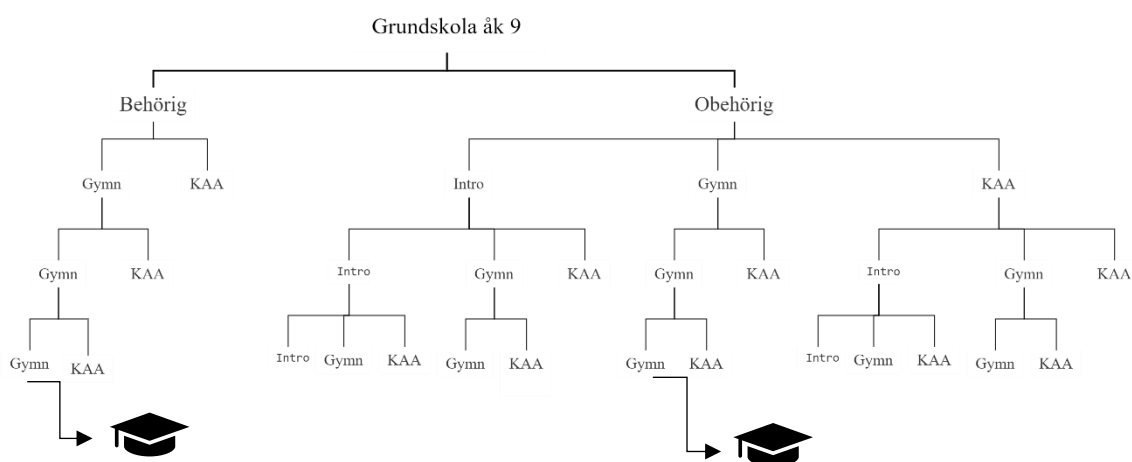 Grundskola åk 9
Behörig Obehörig
Gymn KAA Intro Gymn KAA
Gymn KAA Intro Gymn KAA Gymn KAA Intro Gymn KAA
Gymn KAA Intro Gymn KAA Gymn KAA Gymn KAA Intro Gymn KAA Gymn KAA